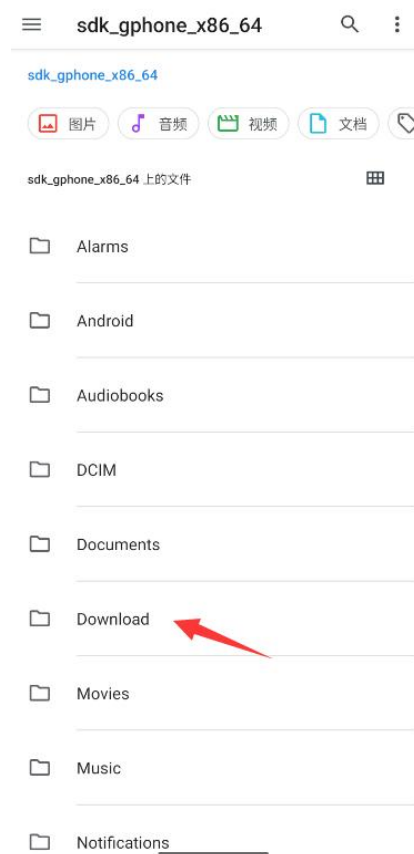 sdk_gphone_x86_64
sdk_gphone_x86_64
图片 音频 视频 文档
sdk_gphone_x86_64 上的文件
Alarms
Android
Audiobooks
DCIM
Documents
Download
Movies
Music
Notifications